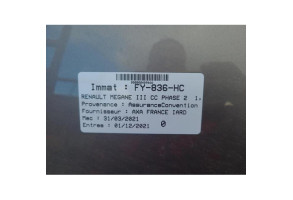 Immat : FY-836-HC
RENAULT MEGANE III CC PHASE 2 1.
Provenance : AssuranceConvention
Fournisseur : AXA FRANCE IARD
Mec : 31/03/2021
Entree : 01/12/2021
0